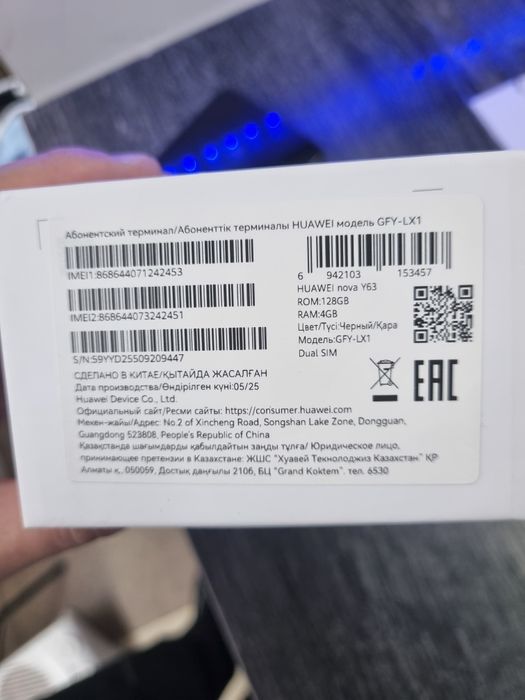 Абонентский терминал/Абоненттік терминалы HUAWEI модель GFY-LX1
IMEI1:868644071242453
6 942103 153457
IMEI2:868644073242451
HUAWEI nova Y63
ROM:128GB
RAM:4GB
Цвет/Түсі:Черный/Қара
Модель:GFY-LX1
Dual SIM
S/N:S9YYD25509209447
EAC
СДЕЛАНО В КИТАЕ/ҚЫТАЙДА ЖАСАЛҒАН
Дата производства/Өндірілген күні:05/25
Huawei Device Co., Ltd.
Официальный сайт/Ресми сайты: https://consumer.huawei.com
Мекен-жайы/Адрес: No.2 of Xincheng Road, Songshan Lake Zone, Dongguan,
Guangdong 523808, People's Republic of China
Қазақстанда шағымдарды қабылдайтын заңды тұлға/ Юридическое лицо,
принимающее претензии в Казахстане: ЖШС "Хуавей Текнолоджиз Казахстан" ҚР
Алматы қ., 050059, Достық даңғылы 210б, БЦ "Grand Koktem". тел. 6530